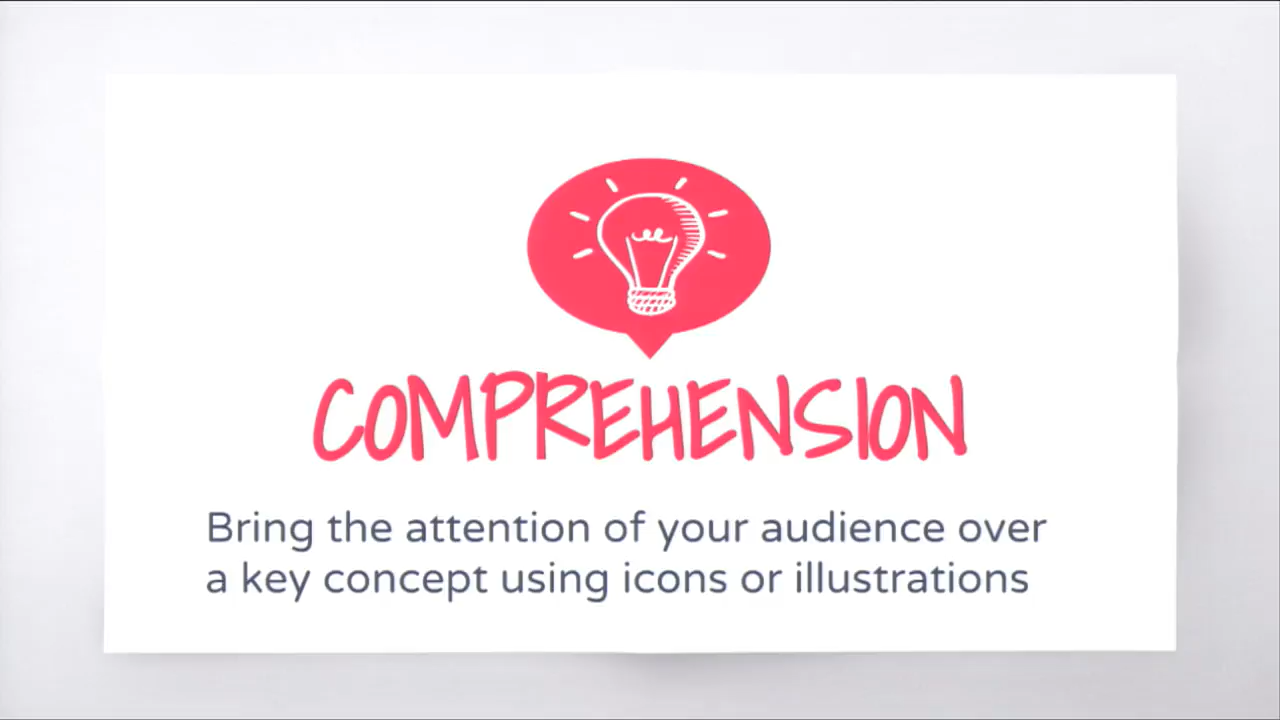 COMPREHENSION
Bring the attention of your audience over
a key concept using icons or illustrations